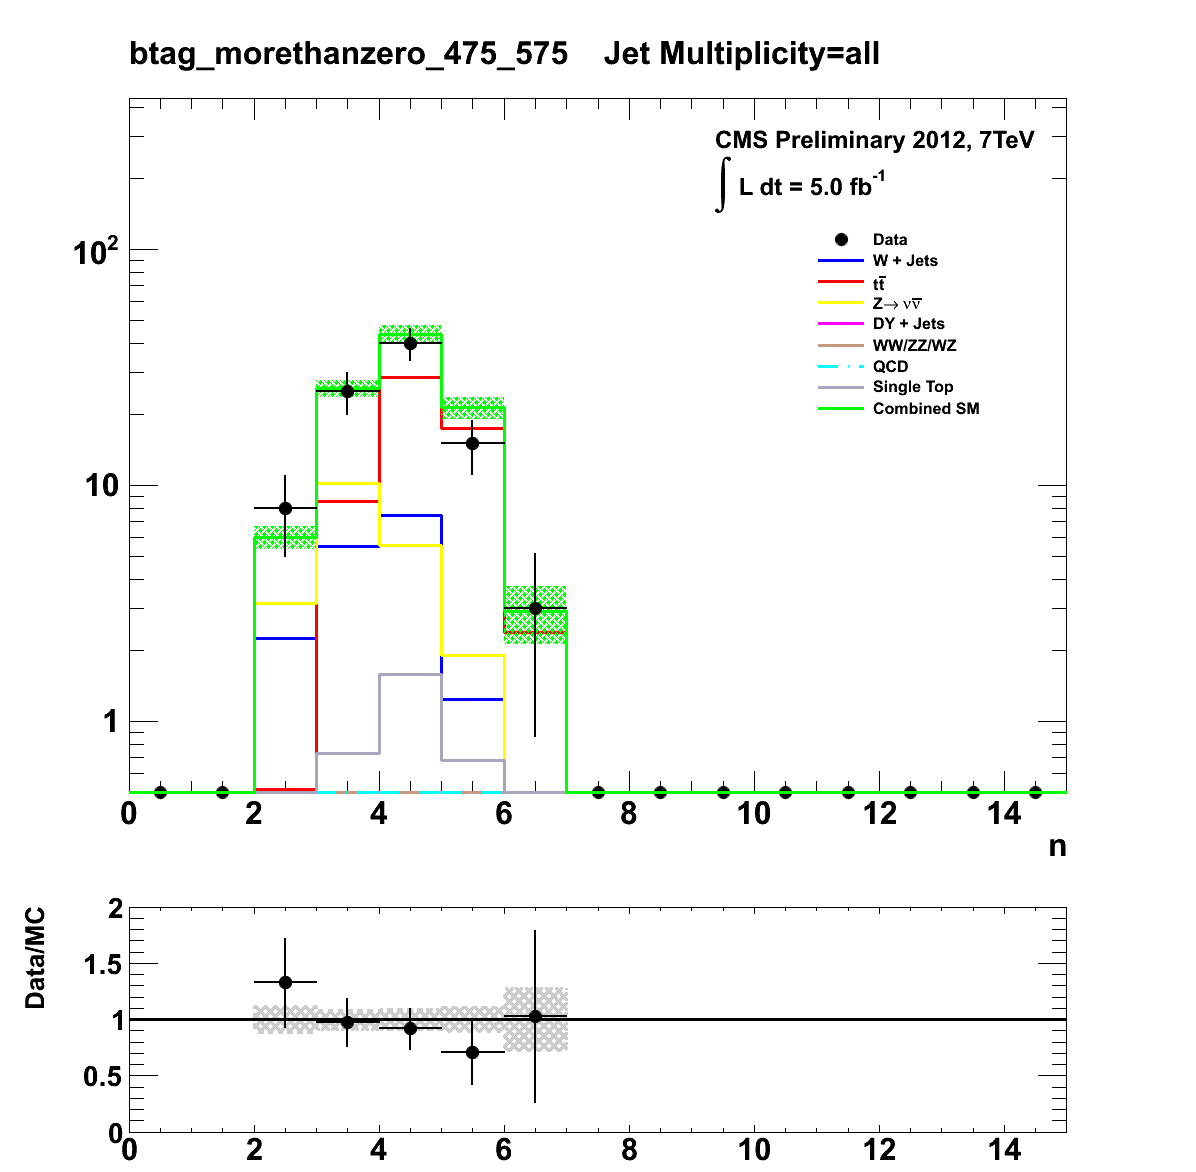 btag_morethanzero_475_575 Jet Multiplicity=all
CMS Preliminary 2012, 7TeV
∫ L dt = 5.0 fb⁻¹
Data
W + Jets
tt̅
Z→ νν̅
DY + Jets
WW/ZZ/WZ
QCD
Single Top
Combined SM
10²
10
1
0 2 4 6 8 10 12 14
n
Data/MC
2
1.5
1
0.5
0
0 2 4 6 8 10 12 14